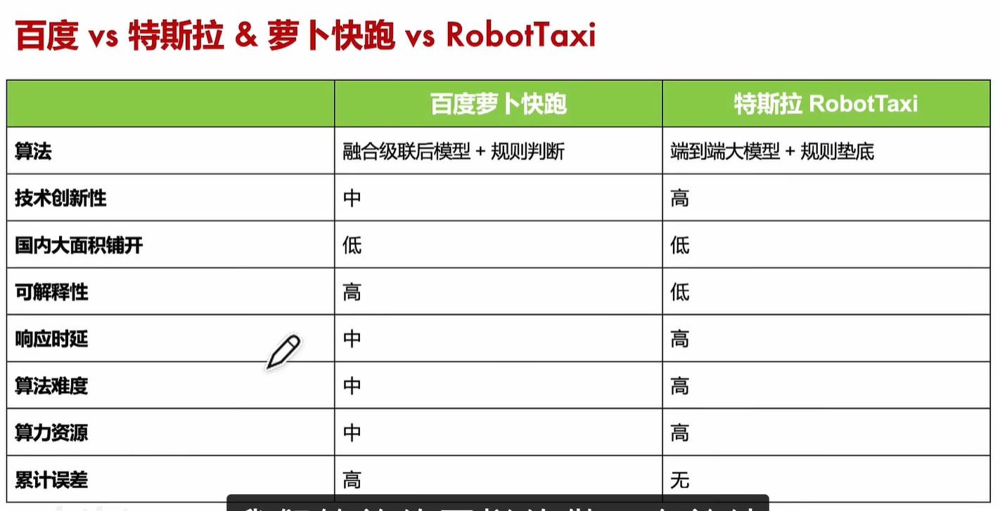 百度 vs 特斯拉 & 萝卜快跑 vs RobotTaxi
百度萝卜快跑 特斯拉 RobotTaxi
算法 融合级联后模型 + 规则判断 端到端大模型 + 规则垫底
技术创新性 中 高
国内大面积铺开 低 低
可解释性 高 低
响应时延 中 高
算法难度 中 高
算力资源 中 高
累计误差 高 无